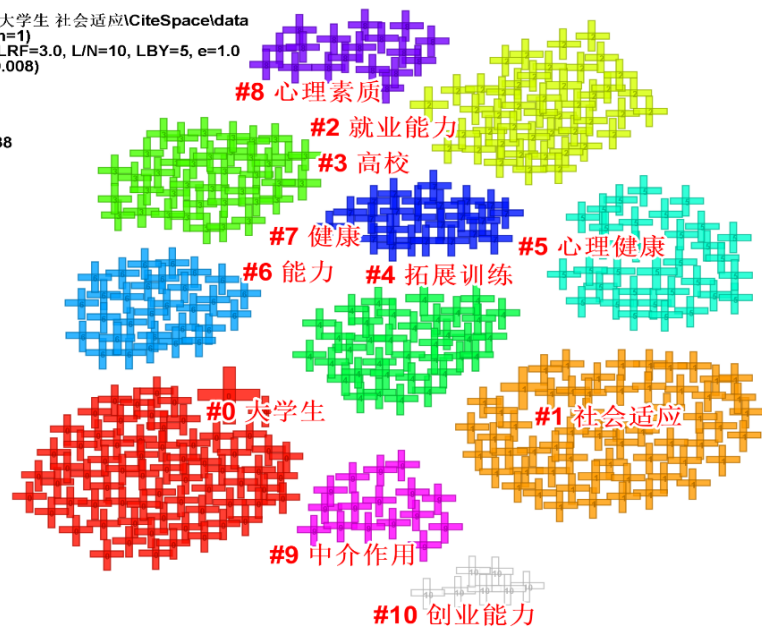 大学生 社会适应\CiteSpace\data
n=1)
LRF=3.0, L/N=10, LBY=5, e=1.0
0.008)
38
#8 心理素质
#2 就业能力
#3 高校
#7 健康
#5 心理健康
#6 能力
#4 拓展训练
#0 大学生
#1 社会适应
#9 中介作用
#10 创业能力